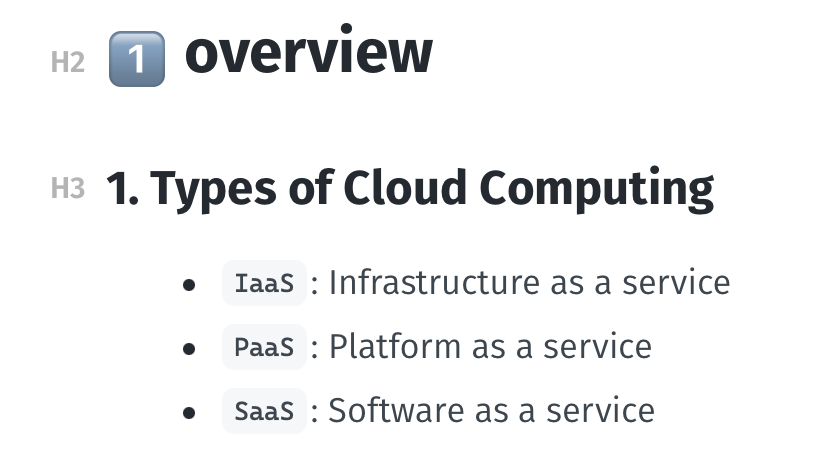 H2 1️⃣ overview
H3 1. Types of Cloud Computing
• IaaS : Infrastructure as a service
• PaaS : Platform as a service
• SaaS : Software as a service